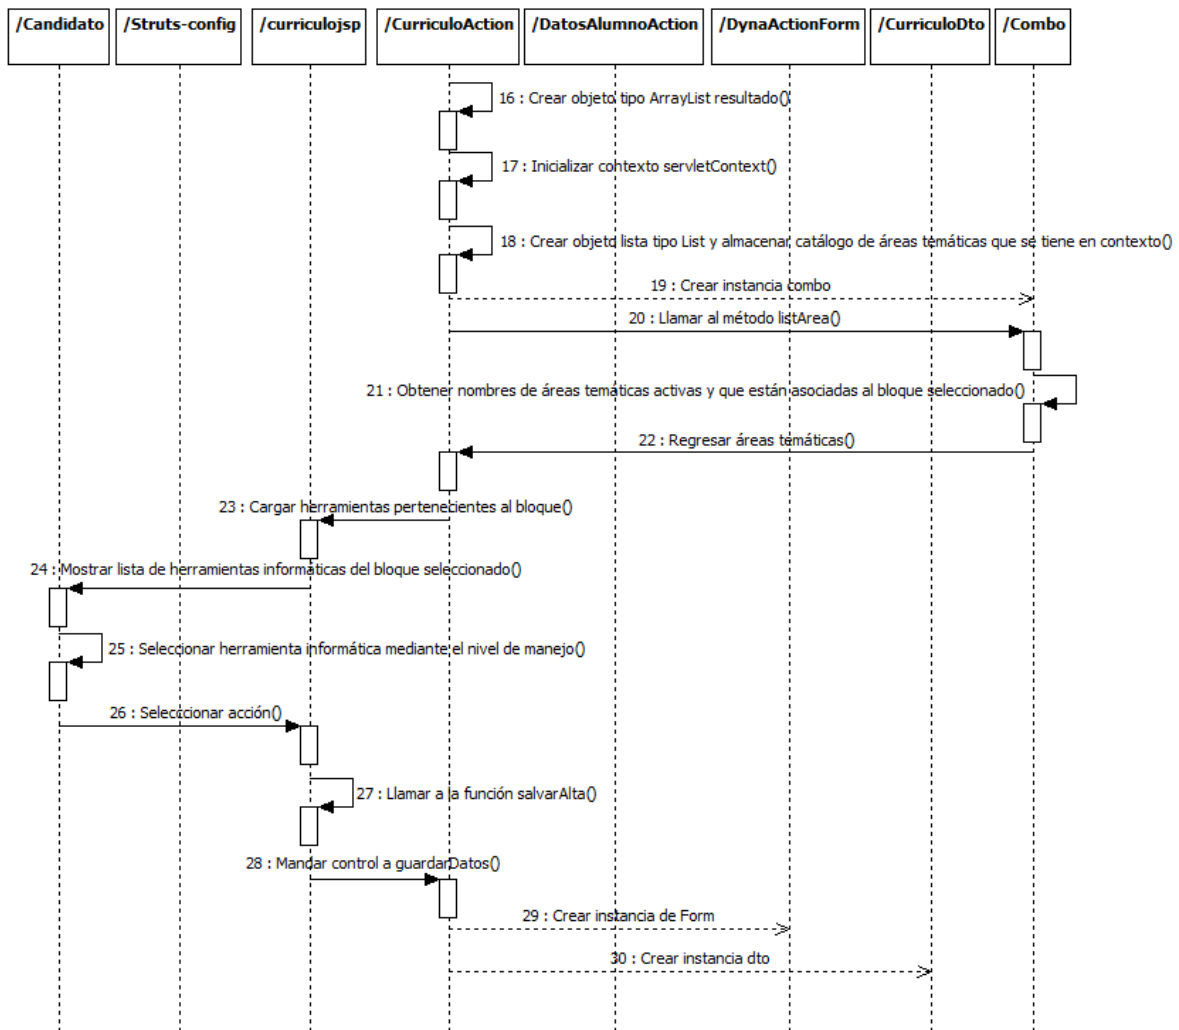 /Candidato
/Struts-config
/curriculojsp
/CurriculoAction
/DatosAlumnoAction
/DynaActionForm
/CurriculoDto
/Combo
16 : Crear objeto tipo ArrayList resultado()
17 : Inicializar contexto servletContext()
18 : Crear objeto lista tipo List y almacenar catálogo de áreas temáticas que se tiene en contexto()
19 : Crear instancia combo
20 : Llamar al método listArea()
21 : Obtener nombres de áreas temáticas activas y que están asociadas al bloque seleccionado()
22 : Regresar áreas temáticas()
23 : Cargar herramientas pertenecientes al bloque()
24 : Mostrar lista de herramientas informáticas del bloque seleccionado()
25 : Seleccionar herramienta informática mediante el nivel de manejo()
26 : Selecccionar acción()
27 : Llamar a la función salvarAlta()
28 : Mandar control a guardarDatos()
29 : Crear instancia de Form
30 : Crear instancia dto